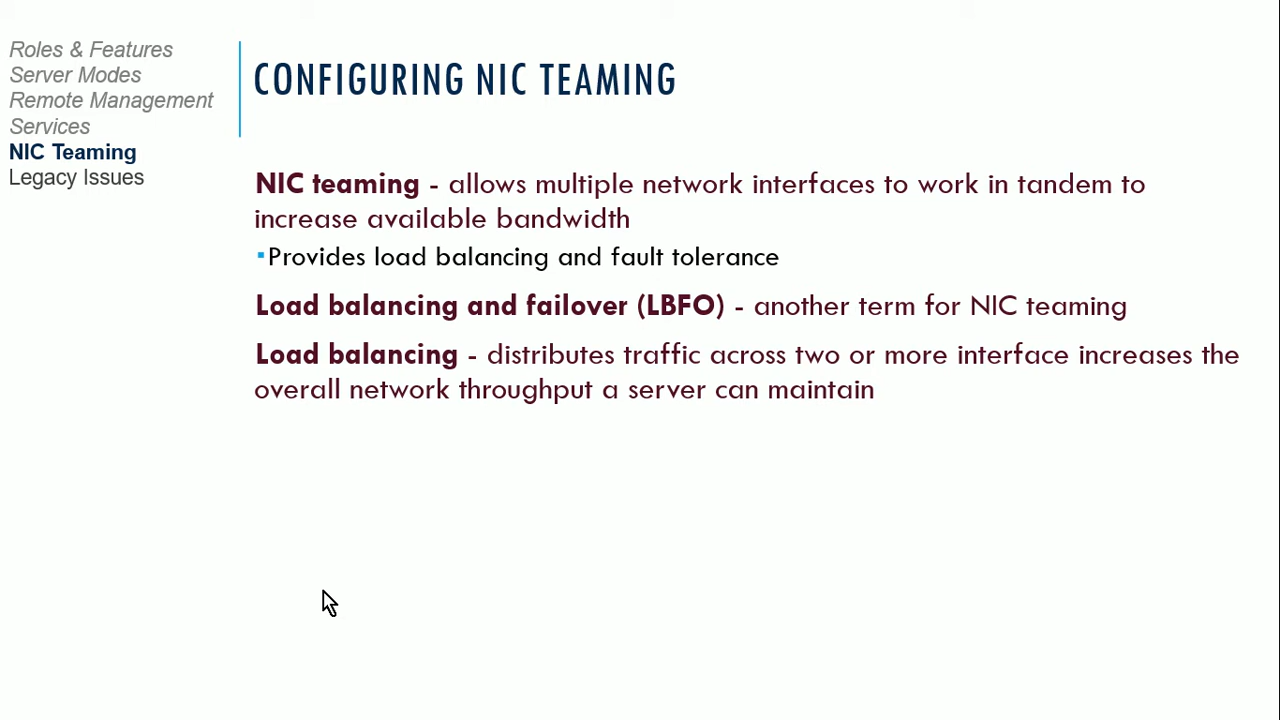 Roles & Features
Server Modes
Remote Management
Services
NIC Teaming
Legacy Issues
CONFIGURING NIC TEAMING
NIC teaming - allows multiple network interfaces to work in tandem to
increase available bandwidth
▪Provides load balancing and fault tolerance
Load balancing and failover (LBFO) - another term for NIC teaming
Load balancing - distributes traffic across two or more interface increases the
overall network throughput a server can maintain